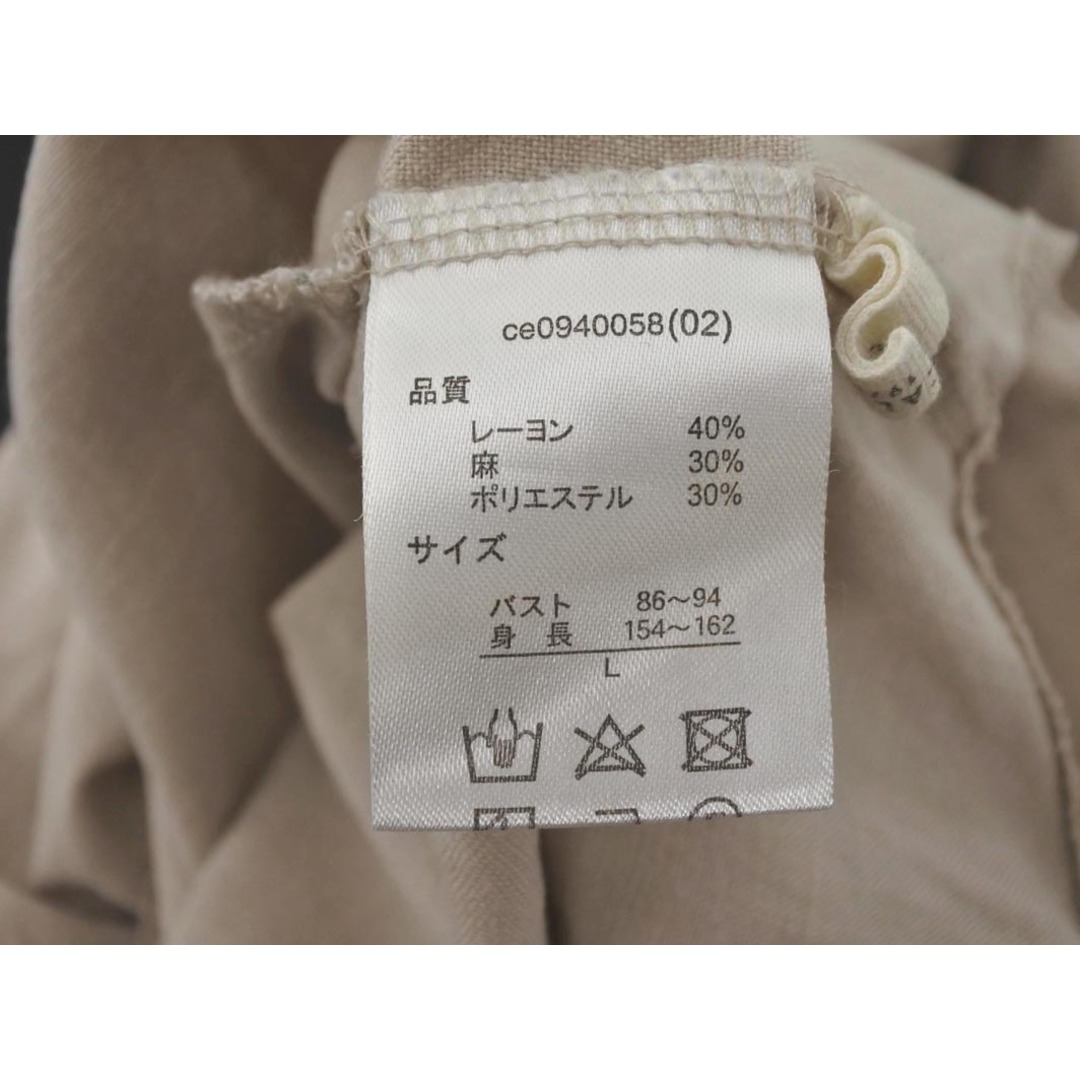 ce0940058(02)
品質
レーヨン 40%
麻 30%
ポリエステル 30%
サイズ
バスト 86～94
身長 154～162
L